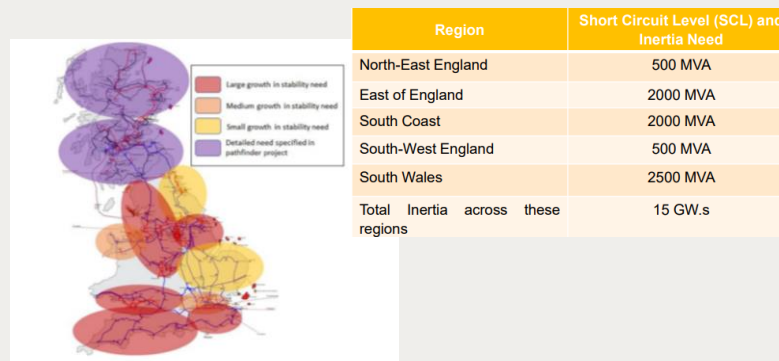 Large growth in stability need
Medium growth in stability need
Small growth in stability need
Detailed need specified in
pathfinder project
Region
Short Circuit Level (SCL) and
Inertia Need
North-East England
500 MVA
East of England
2000 MVA
South Coast
2000 MVA
South-West England
500 MVA
South Wales
2500 MVA
Total Inertia across these
regions
15 GW.s